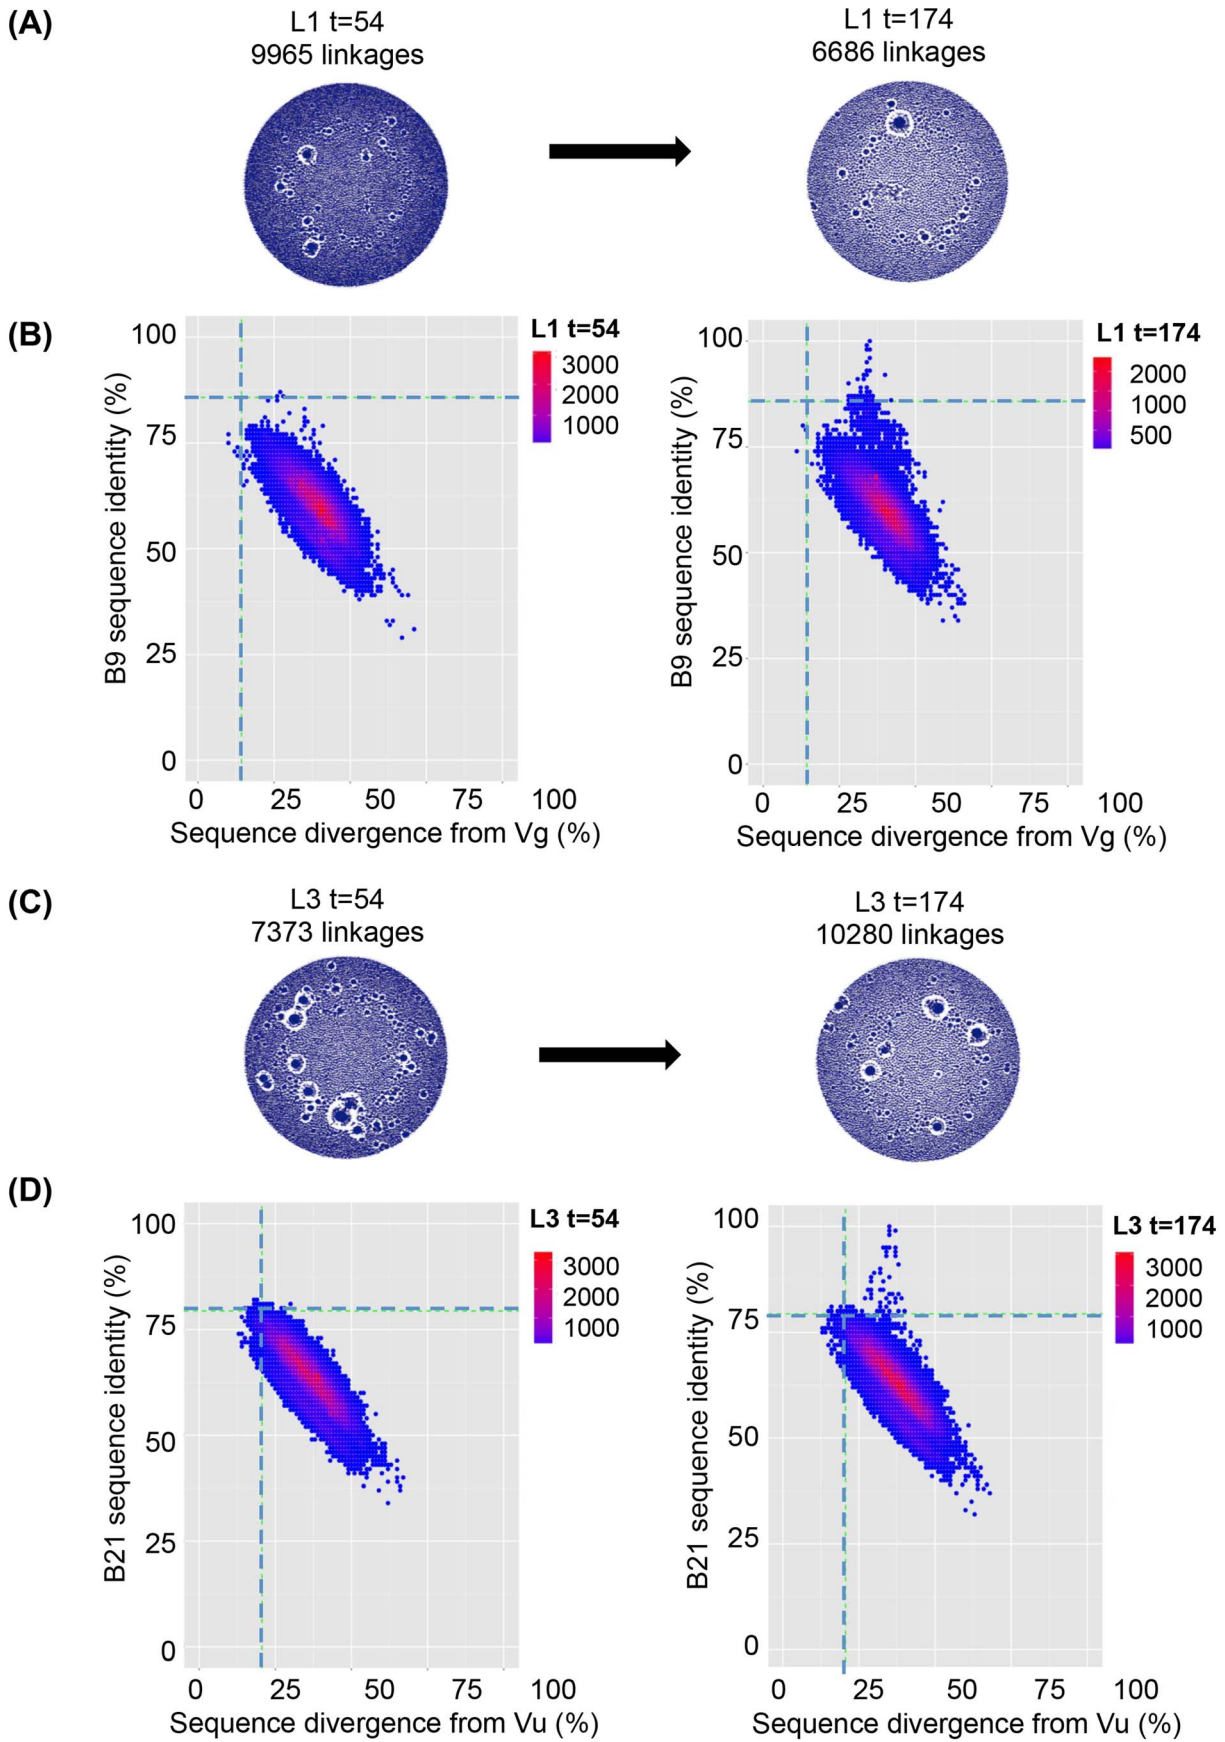 (A)
L1 t=54
9965 linkages
L1 t=174
6686 linkages
(B)
B9 sequence identity (%)
100
75
50
25
0
0 25 50 75 100
Sequence divergence from Vg (%)
L1 t=54
3000
2000
1000
B9 sequence identity (%)
100
75
50
25
0
0 25 50 75 100
Sequence divergence from Vg (%)
L1 t=174
2000
1000
500
(C)
L3 t=54
7373 linkages
L3 t=174
10280 linkages
(D)
B21 sequence identity (%)
100
75
50
25
0
0 25 50 75 100
Sequence divergence from Vu (%)
L3 t=54
3000
2000
1000
B21 sequence identity (%)
100
75
50
25
0
0 25 50 75 100
Sequence divergence from Vu (%)
L3 t=174
3000
2000
1000